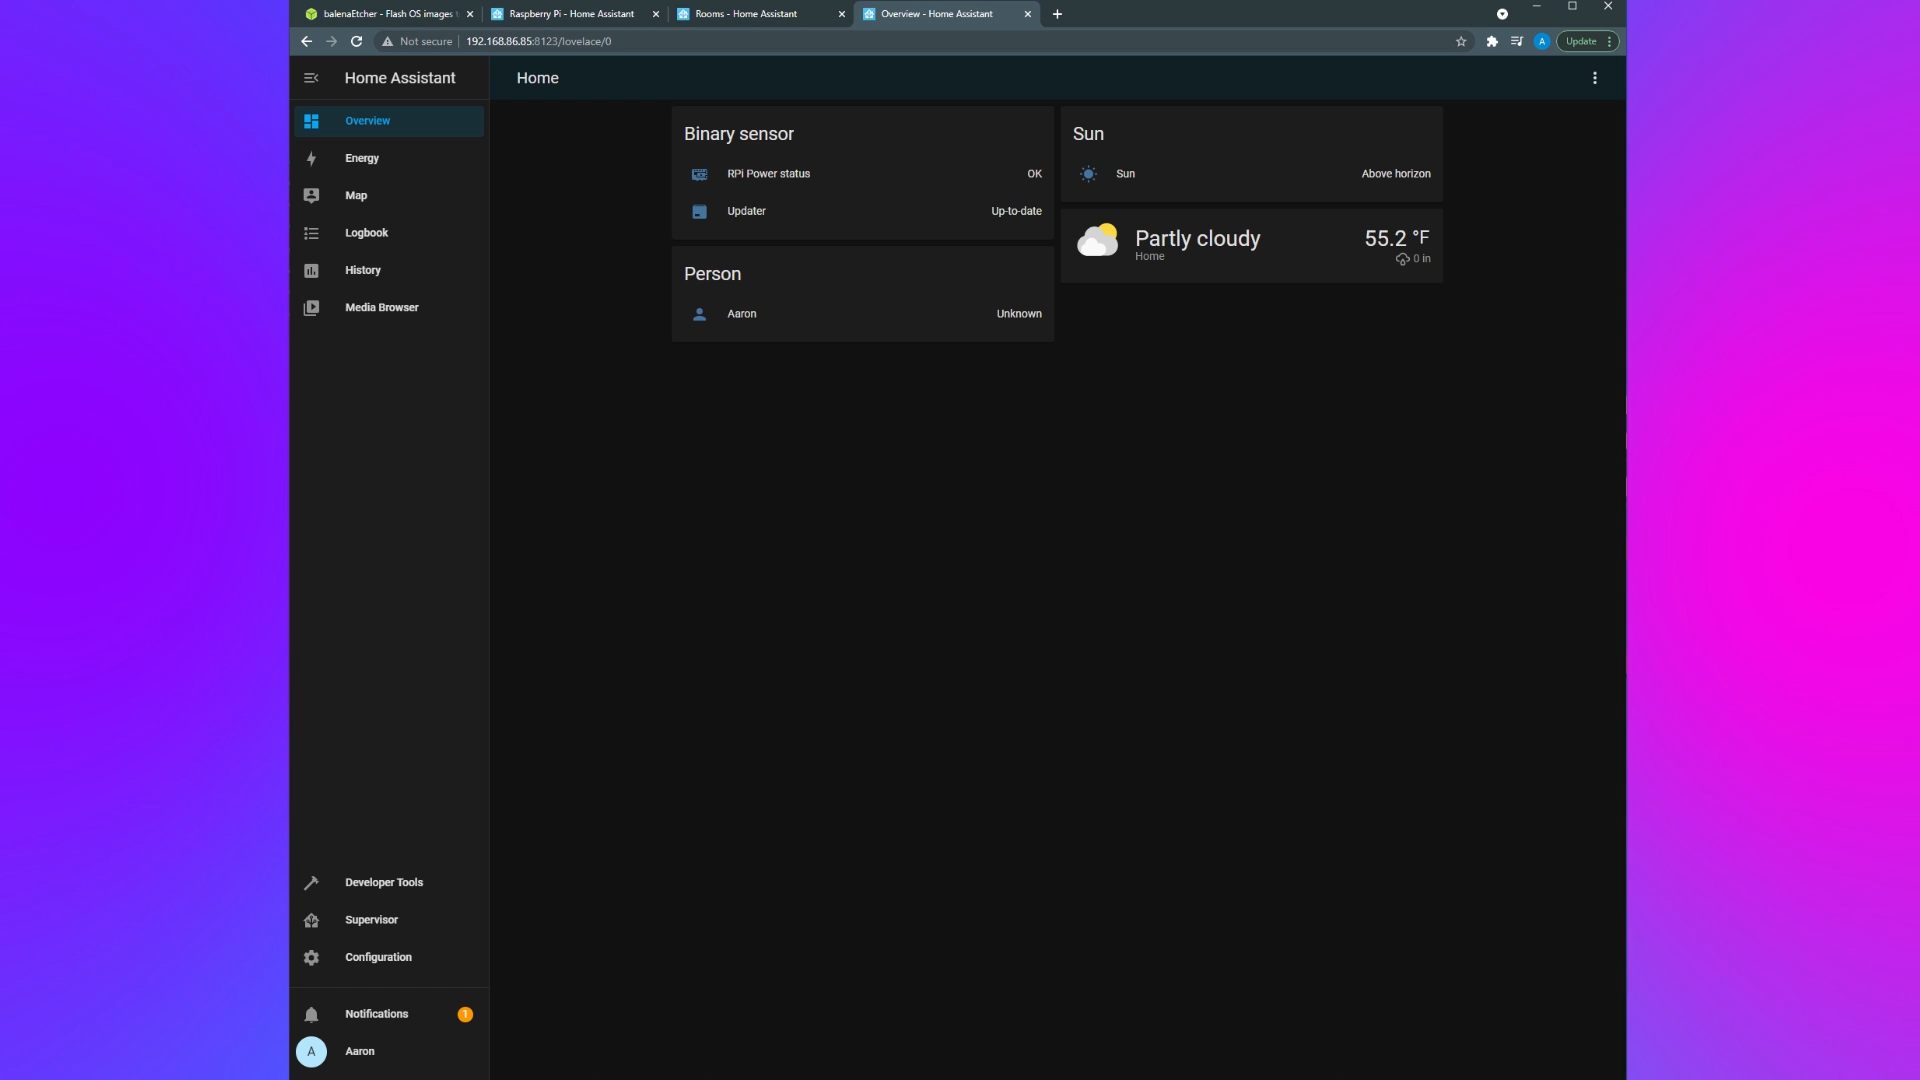 balenaEtcher - Flash OS images t
Raspberry Pi - Home Assistant
Rooms - Home Assistant
Overview - Home Assistant
Not secure
192.168.86.85:8123/lovelace/0
A
Update
Home Assistant
Home
Overview
Energy
Map
Logbook
History
Media Browser
Binary sensor
RPi Power status OK
Updater Up-to-date
Person
Aaron Unknown
Sun
Sun Above horizon
Partly cloudy 55.2 °F
Home 0 in
Developer Tools
Supervisor
Configuration
Notifications 1
A Aaron